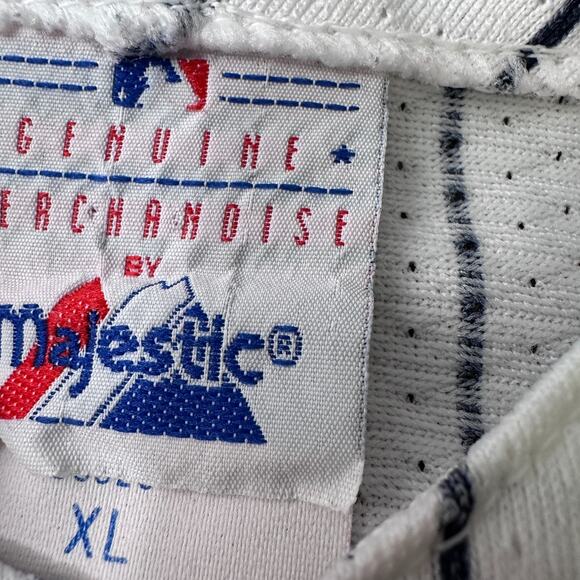 GENUINE
ERCHANDISE
BY
Majestic®
XL